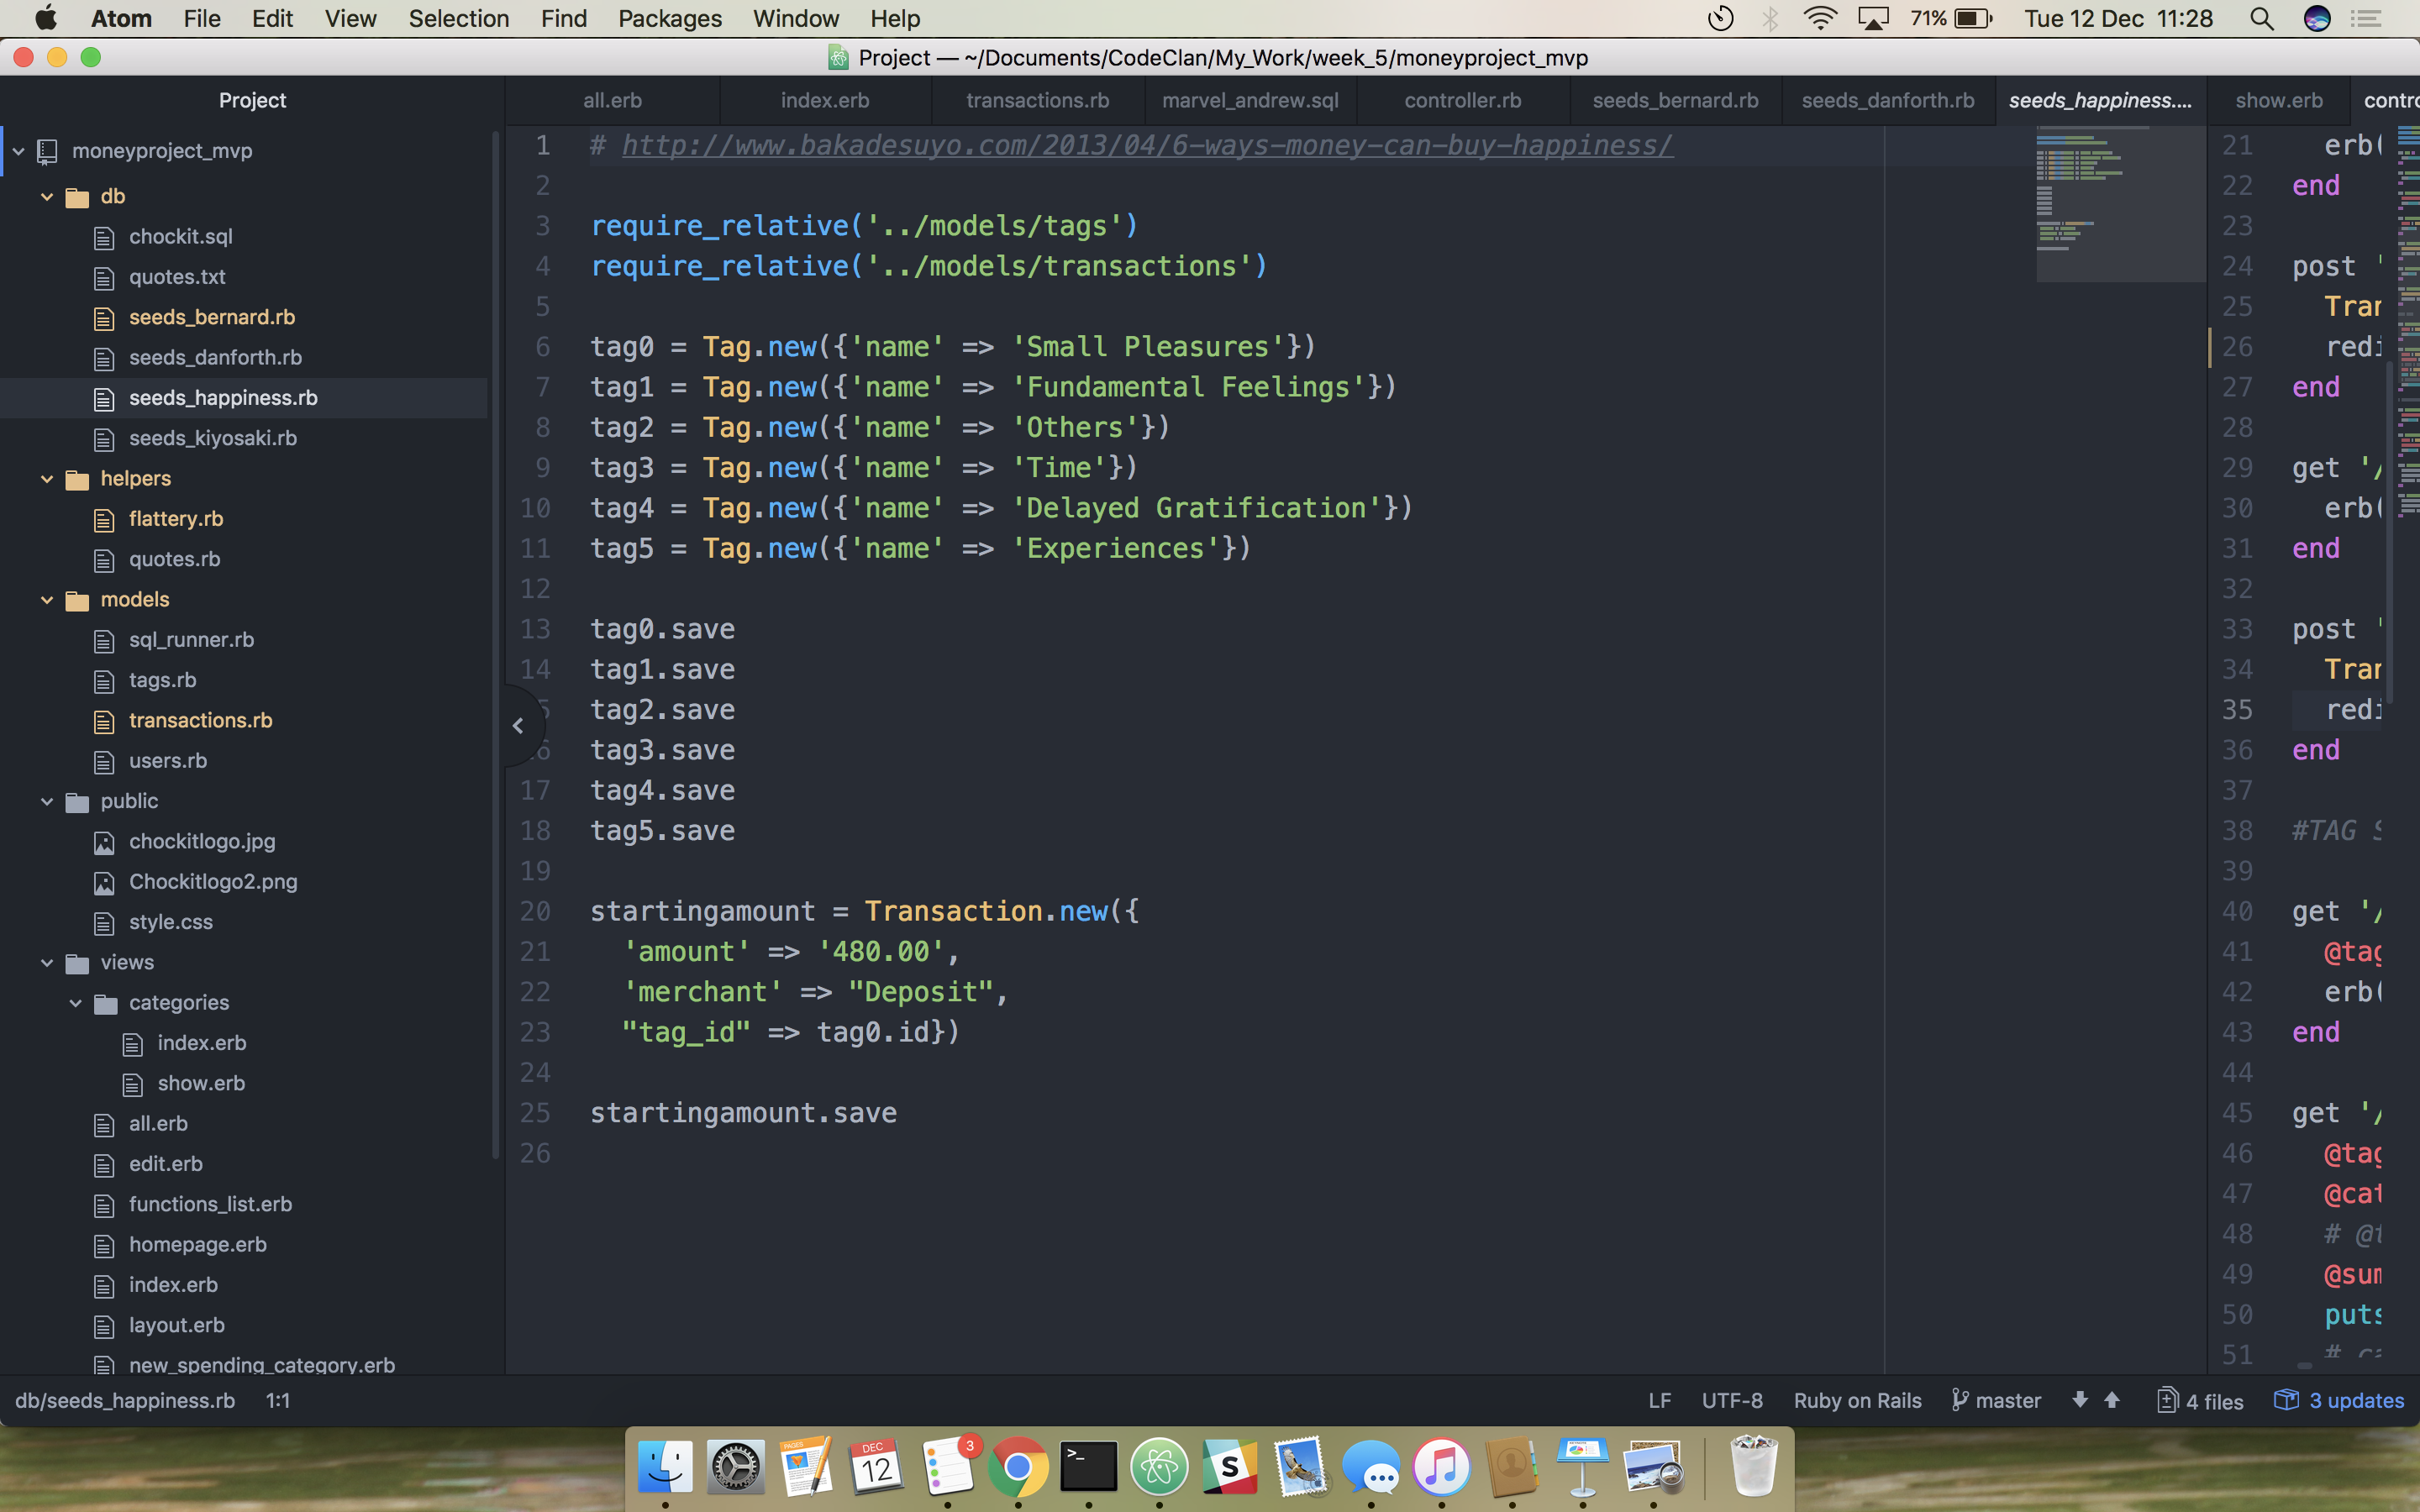 Atom File Edit View Selection Find Packages Window Help 71% Tue 12 Dec 11:28
Project — ~/Documents/CodeClan/My_Work/week_5/moneyproject_mvp
Project
all.erb index.erb transactions.rb marvel_andrew.sql controller.rb seeds_bernard.rb seeds_danforth.rb seeds_happiness.... show.erb contro
moneyproject_mvp
db
chockit.sql
quotes.txt
seeds_bernard.rb
seeds_danforth.rb
seeds_happiness.rb
seeds_kiyosaki.rb
helpers
flattery.rb
quotes.rb
models
sql_runner.rb
tags.rb
transactions.rb
users.rb
public
chockitlogo.jpg
Chockitlogo2.png
style.css
views
categories
index.erb
show.erb
all.erb
edit.erb
functions_list.erb
homepage.erb
index.erb
layout.erb
new_spending_category.erb
1 # http://www.bakadesuyo.com/2013/04/6-ways-money-can-buy-happiness/
2
3 require_relative('../models/tags')
4 require_relative('../models/transactions')
5
6 tag0 = Tag.new({'name' => 'Small Pleasures'})
7 tag1 = Tag.new({'name' => 'Fundamental Feelings'})
8 tag2 = Tag.new({'name' => 'Others'})
9 tag3 = Tag.new({'name' => 'Time'})
10 tag4 = Tag.new({'name' => 'Delayed Gratification'})
11 tag5 = Tag.new({'name' => 'Experiences'})
12
13 tag0.save
14 tag1.save
5 tag2.save
6 tag3.save
17 tag4.save
18 tag5.save
19
20 startingamount = Transaction.new({
21 'amount' => '480.00',
22 'merchant' => "Deposit",
23 "tag_id" => tag0.id})
24
25 startingamount.save
26
21 erb(
22 end
23
24 post '
25 Tran
26 redi
27 end
28
29 get '/
30 erb(
31 end
32
33 post '
34 Tran
35 redi
36 end
37
38 #TAG S
39
40 get '/
41 @tag
42 erb(
43 end
44
45 get '/
46 @tag
47 @cat
48 # @t
49 @sum
50 puts
51 # ca
db/seeds_happiness.rb 1:1 LF UTF-8 Ruby on Rails master 4 files 3 updates
PAGES DEC 12 3 >_ S